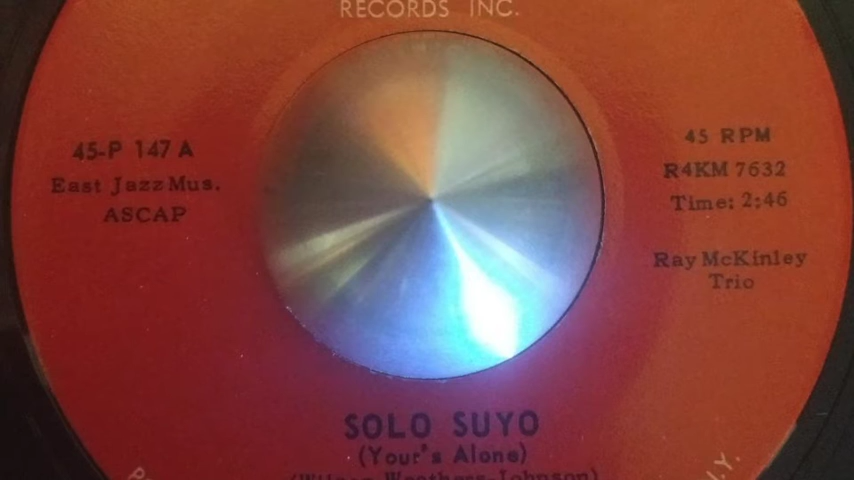 RECORDS INC.
45-P 147 A
East Jazz Mus.
ASCAP
45 RPM
R4KM 7632
Time: 2:46
Ray McKinley
Trio
SOLO SUYO
(Your's Alone)
Johnson)
N.Y.